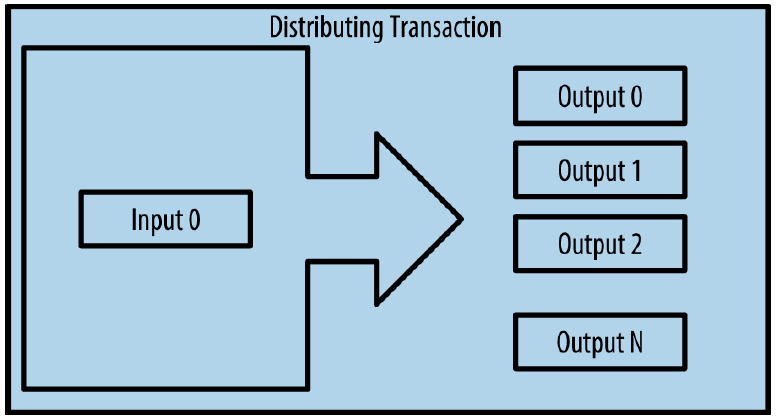 Distributing Transaction
Input 0
Output 0
Output 1
Output 2
Output N